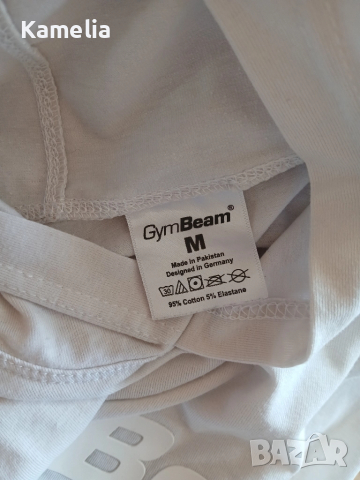 Kamelia
GymBeam®
M
Made in Pakistan
Designed in Germany
30
95% Cotton 5% Elastane
B
BAZAR